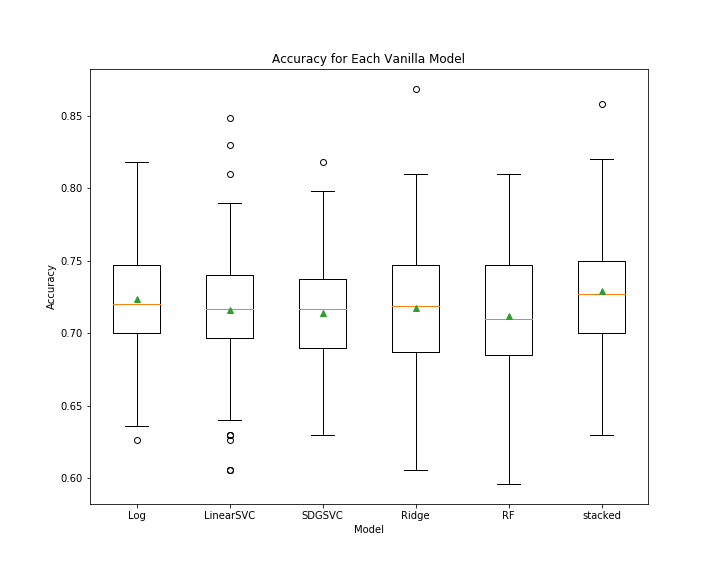 Accuracy for Each Vanilla Model
0.85
0.80
0.75
0.70
0.65
0.60
Accuracy
Log LinearSVC SDGSVC Ridge RF stacked
Model